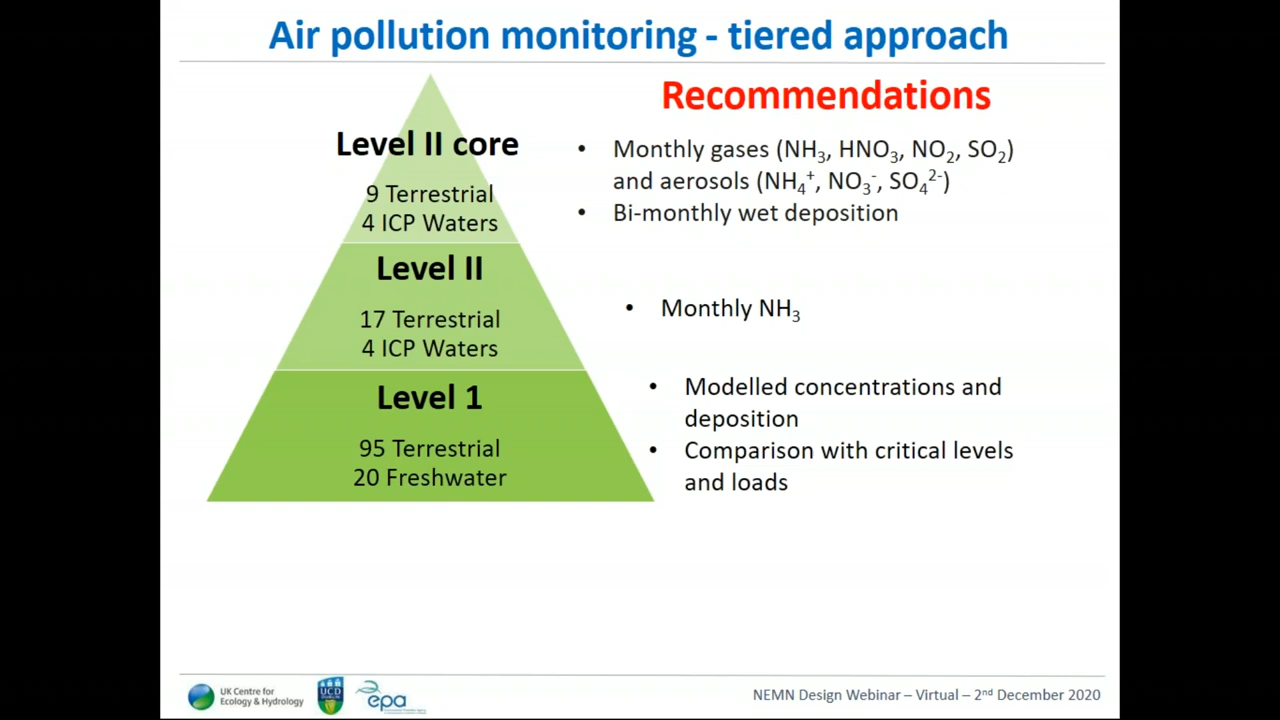 Air pollution monitoring - tiered approach
Recommendations
Level II core
9 Terrestrial
4 ICP Waters
• Monthly gases (NH₃, HNO₃, NO₂, SO₂)
and aerosols (NH₄⁺, NO₃⁻, SO₄²⁻)
• Bi-monthly wet deposition
Level II
17 Terrestrial
4 ICP Waters
• Monthly NH₃
Level 1
95 Terrestrial
20 Freshwater
• Modelled concentrations and
deposition
• Comparison with critical levels
and loads
UK Centre for
Ecology & Hydrology
UCD
DUBLIN
epa
NEMN Design Webinar – Virtual – 2ⁿᵈ December 2020